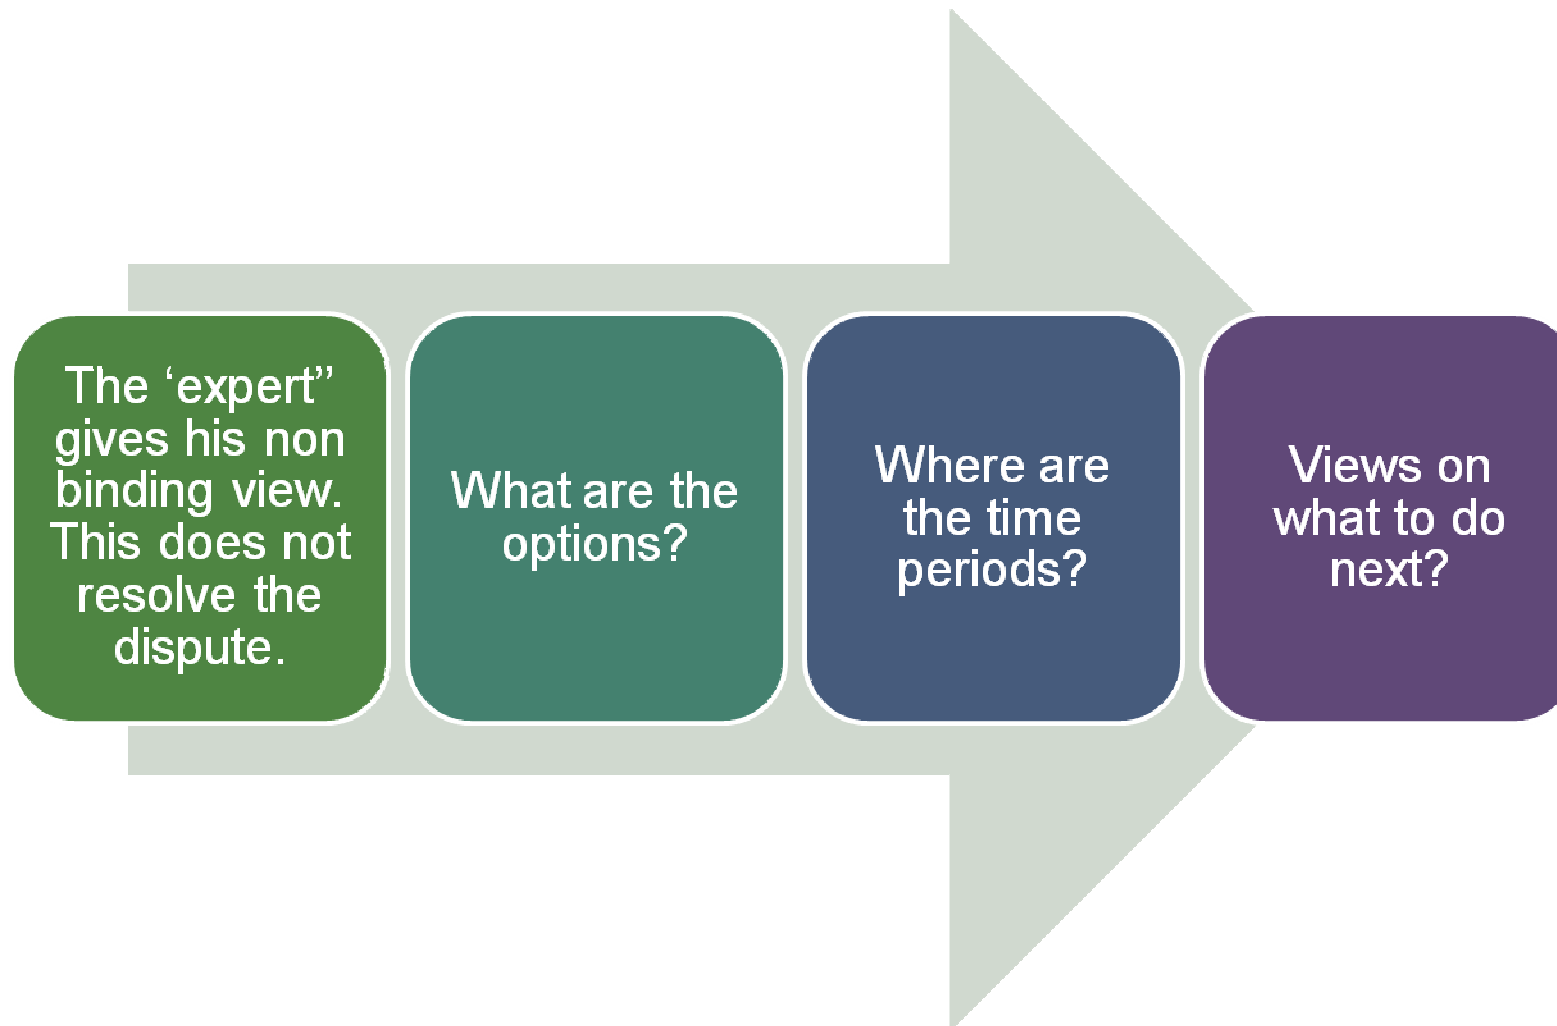 The ‘expert”
gives his non
binding view.
This does not
resolve the
dispute.
What are the
options?
Where are
the time
periods?
Views on
what to do
next?